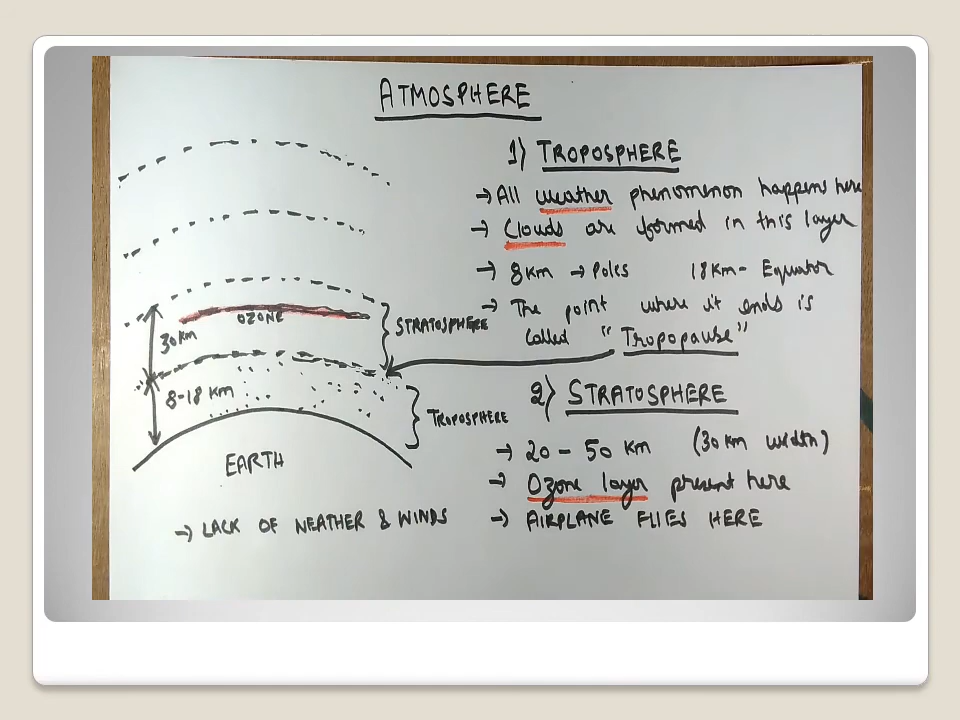 ATMOSPHERE
1) TROPOSPHERE
→ All weather phenomenon happens here
→ Clouds are formed in this layer
→ 8km → Poles 18km - Equator
→ The point where it ends is
called "Tropopause"
2) STRATOSPHERE
→ 20 - 50 km (30km width)
→ Ozone layer present here
→ AIRPLANE FLIES HERE
→ LACK OF WEATHER & WINDS
OZONE
30km
STRATOSPHERE
8-18 km
TROPOSPHERE
EARTH